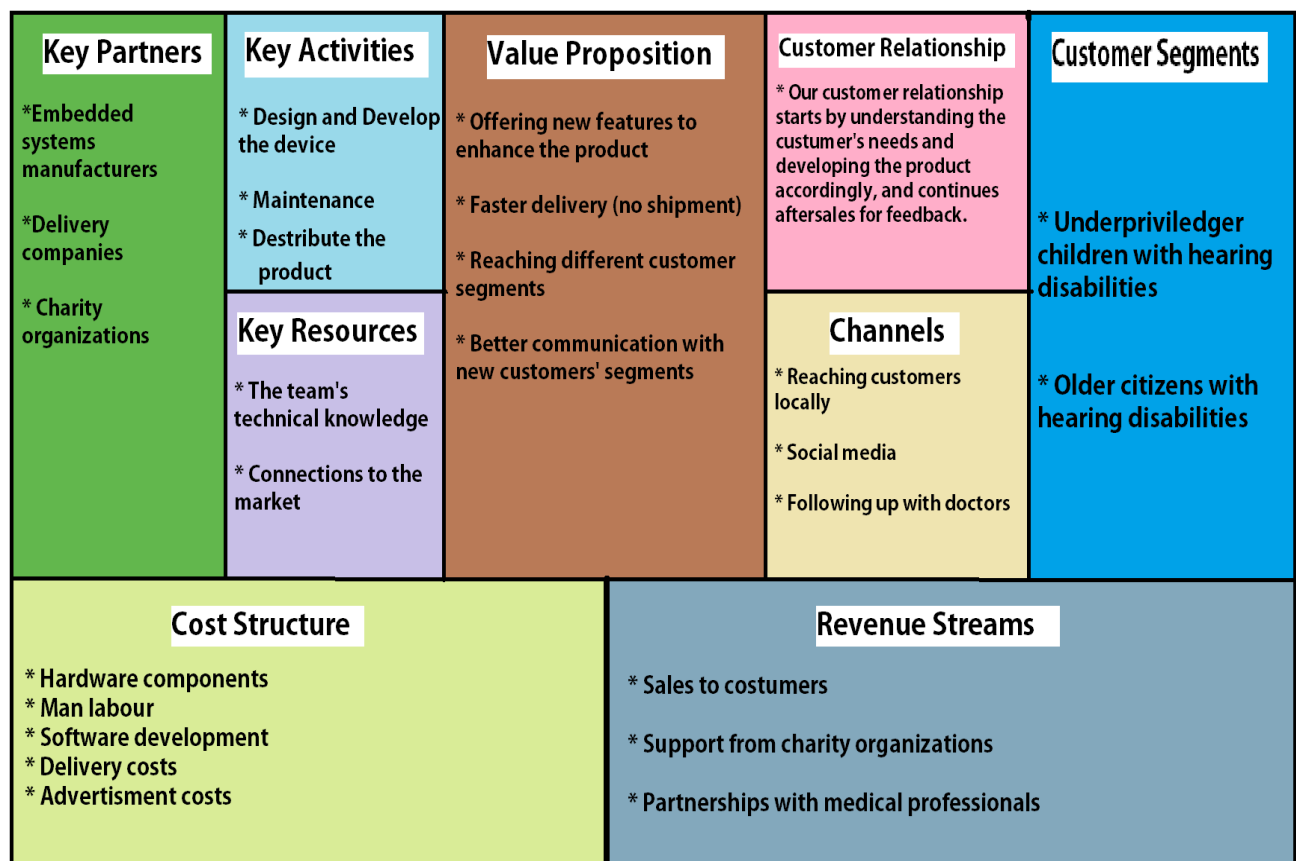 Key Partners
*Embedded
systems
manufacturers
*Delivery
companies
* Charity
organizations
Key Activities
* Design and Develop
the device
* Maintenance
* Destribute the
product
Key Resources
* The team's
technical knowledge
* Connections to the
market
Value Proposition
* Offering new features to
enhance the product
* Faster delivery (no shipment)
* Reaching different customer
segments
* Better communication with
new customers' segments
Customer Relationship
* Our customer relationship
starts by understanding the
custumer's needs and
developing the product
accordingly, and continues
aftersales for feedback.
Channels
* Reaching customers
locally
* Social media
* Following up with doctors
Customer Segments
* Underpriviledger
children with hearing
disabilities
* Older citizens with
hearing disabilities
Cost Structure
* Hardware components
* Man labour
* Software development
* Delivery costs
* Advertisment costs
Revenue Streams
* Sales to costumers
* Support from charity organizations
* Partnerships with medical professionals